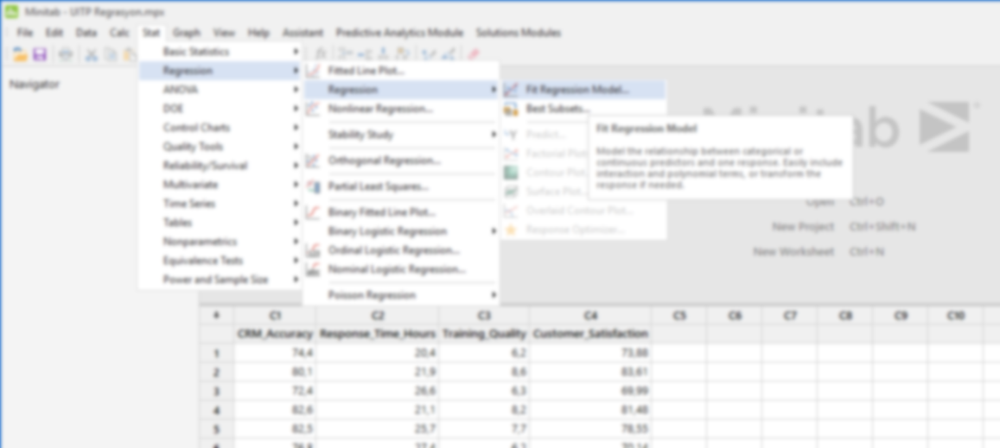 Minitab - UITP Regrasyon.mpx
File Edit Data Calc Stat Graph View Help Assistant Predictive Analytics Module Solutions Modules
Navigator
Basic Statistics
Regression
ANOVA
DOE
Control Charts
Quality Tools
Reliability/Survival
Multivariate
Time Series
Tables
Nonparametrics
Equivalence Tests
Power and Sample Size
Fitted Line Plot...
Regression
Nonlinear Regression...
Stability Study
Orthogonal Regression...
Partial Least Squares...
Binary Fitted Line Plot...
Binary Logistic Regression
Ordinal Logistic Regression...
Nominal Logistic Regression...
Poisson Regression
Fit Regression Model...
Best Subsets...
Predict...
Factorial Plot
Contour Plot
Surface Plot...
Overlaid Contour Plot...
Response Optimizer...
Fit Regression Model
Model the relationship between categorical or
continuous predictors and one response. Easily include
interaction and polynomial terms, or transform the
response if needed.
Open Ctrl+O
New Project Ctrl+Shift+N
New Worksheet Ctrl+N
C1 C2 C3 C4 C5 C6 C7 C8 C9 C10
CRM_Accuracy Response_Time_Hours Training_Quality Customer_Satisfaction
1 74,4 20,4 6,2 73,88
2 80,1 21,9 8,6 83,61
3 72,4 26,6 6,3 69,99
4 82,6 21,1 8,2 81,48
5 82,5 25,7 7,7 78,55